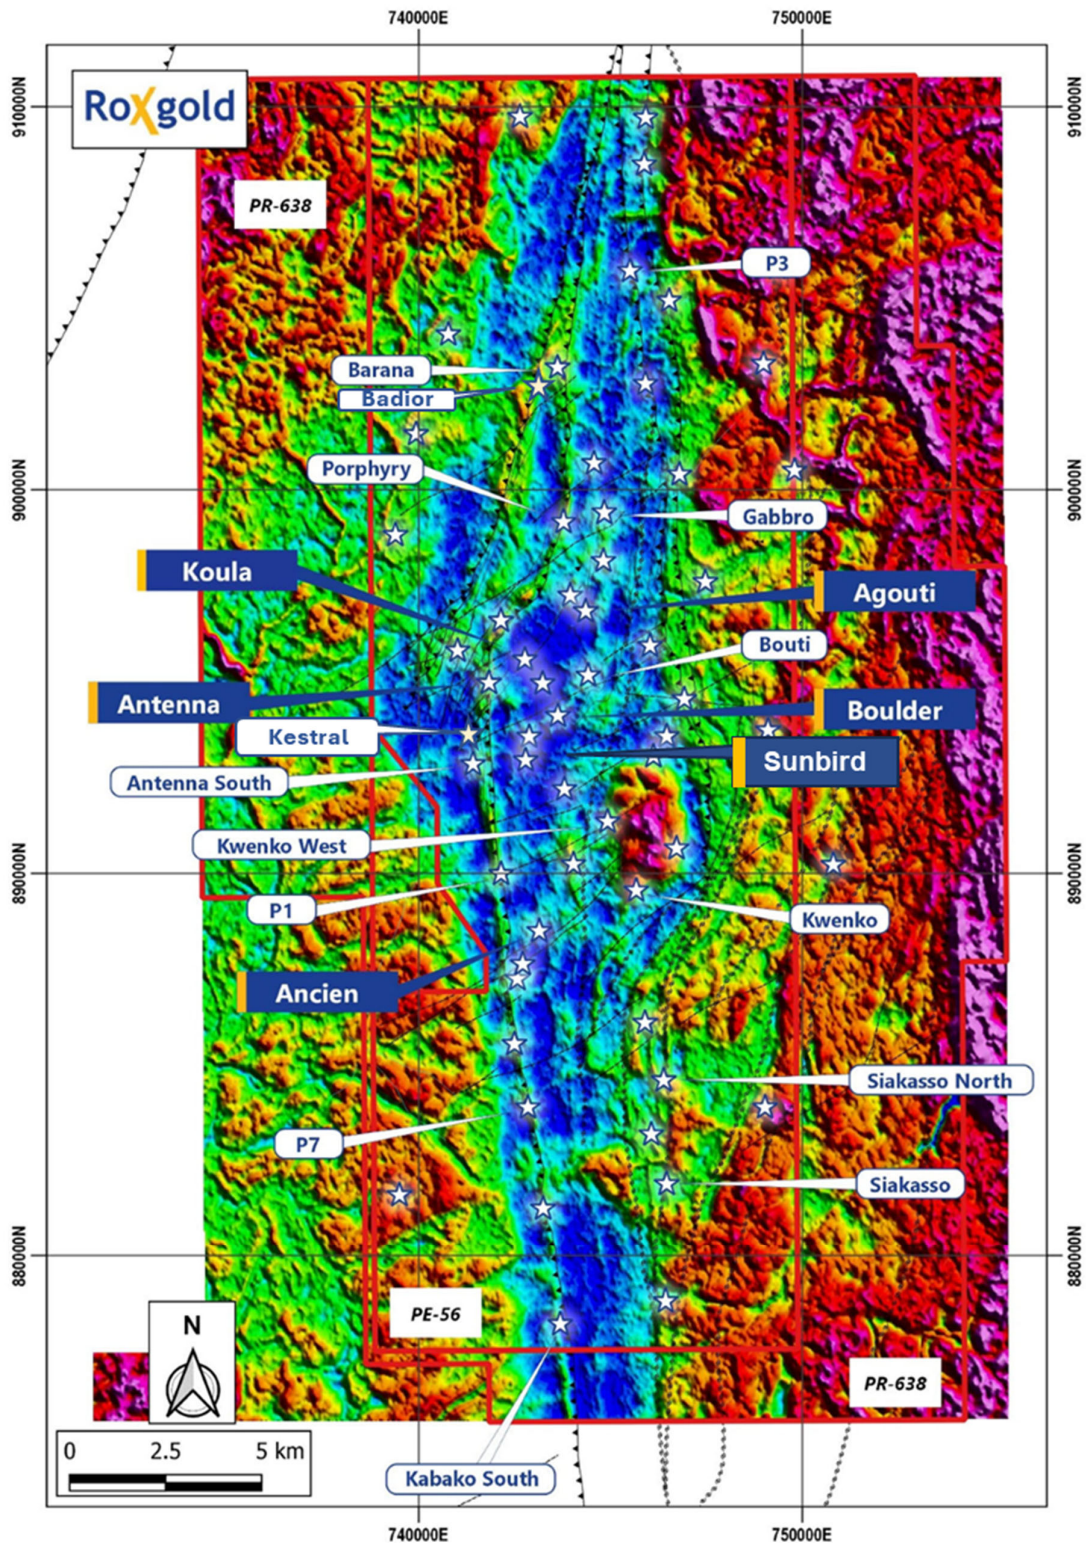 740000E
750000E
910000N
910000N
Roxgold
PR-638
P3
Barana
Badior
Porphyry
900000N
900000N
Gabbro
Koula
Agouti
Bouti
Antenna
Boulder
Kestral
Sunbird
Antenna South
Kwenko West
890000N
890000N
P1
Kwenko
Ancien
Siakasso North
P7
Siakasso
880000N
880000N
PE-56
N
PR-638
0 2.5 5 km
Kabako South
740000E
750000E